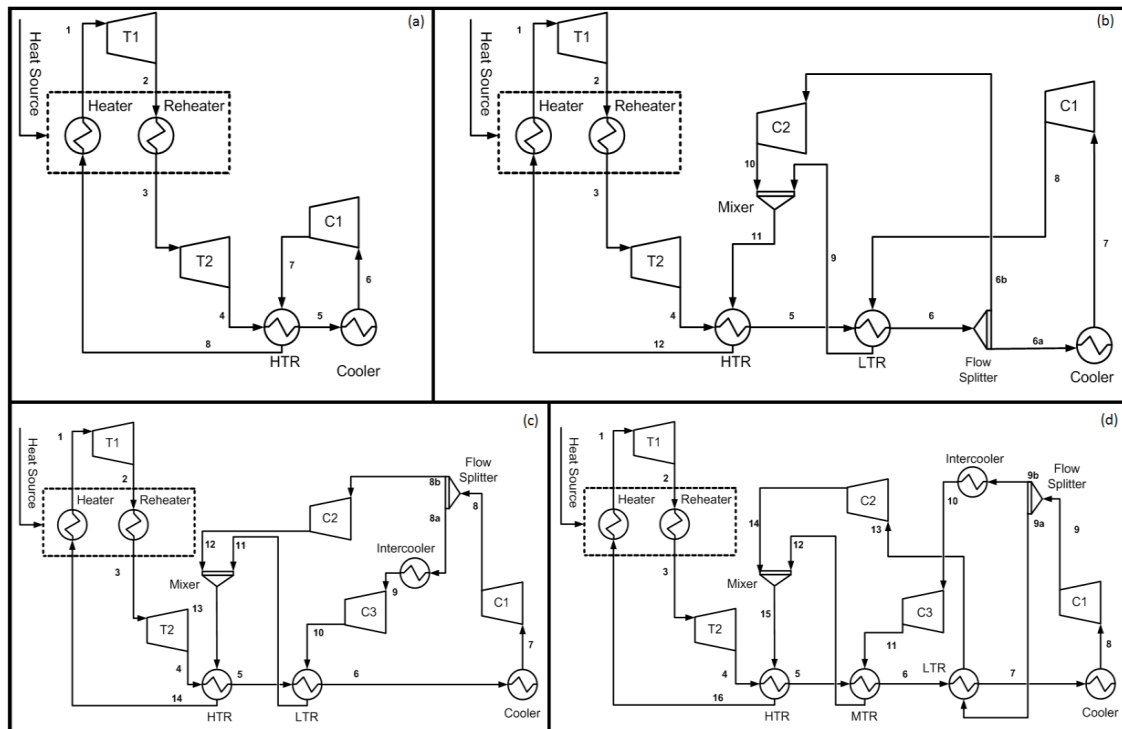 (a)
Heat Source
1
T1
2
Heater
Reheater
3
C1
T2
7
6
4
5
8
HTR
Cooler
(b)
Heat Source
1
T1
2
Heater
Reheater
C2
C1
10
8
3
Mixer
11
9
7
T2
6b
4
5
6
6a
12
HTR
LTR
Flow
Splitter
Cooler
(c)
Heat Source
1
T1
2
Flow
Splitter
8b
8
Heater
Reheater
C2
8a
12
11
Intercooler
3
Mixer
9
13
C3
C1
T2
10
7
4
5
6
14
HTR
LTR
Cooler
(d)
Heat Source
1
T1
2
Intercooler
9b
Flow
Splitter
Heater
Reheater
C2
10
14
13
9a
9
12
3
Mixer
C3
C1
15
T2
11
8
LTR
4
5
6
7
16
HTR
MTR
Cooler